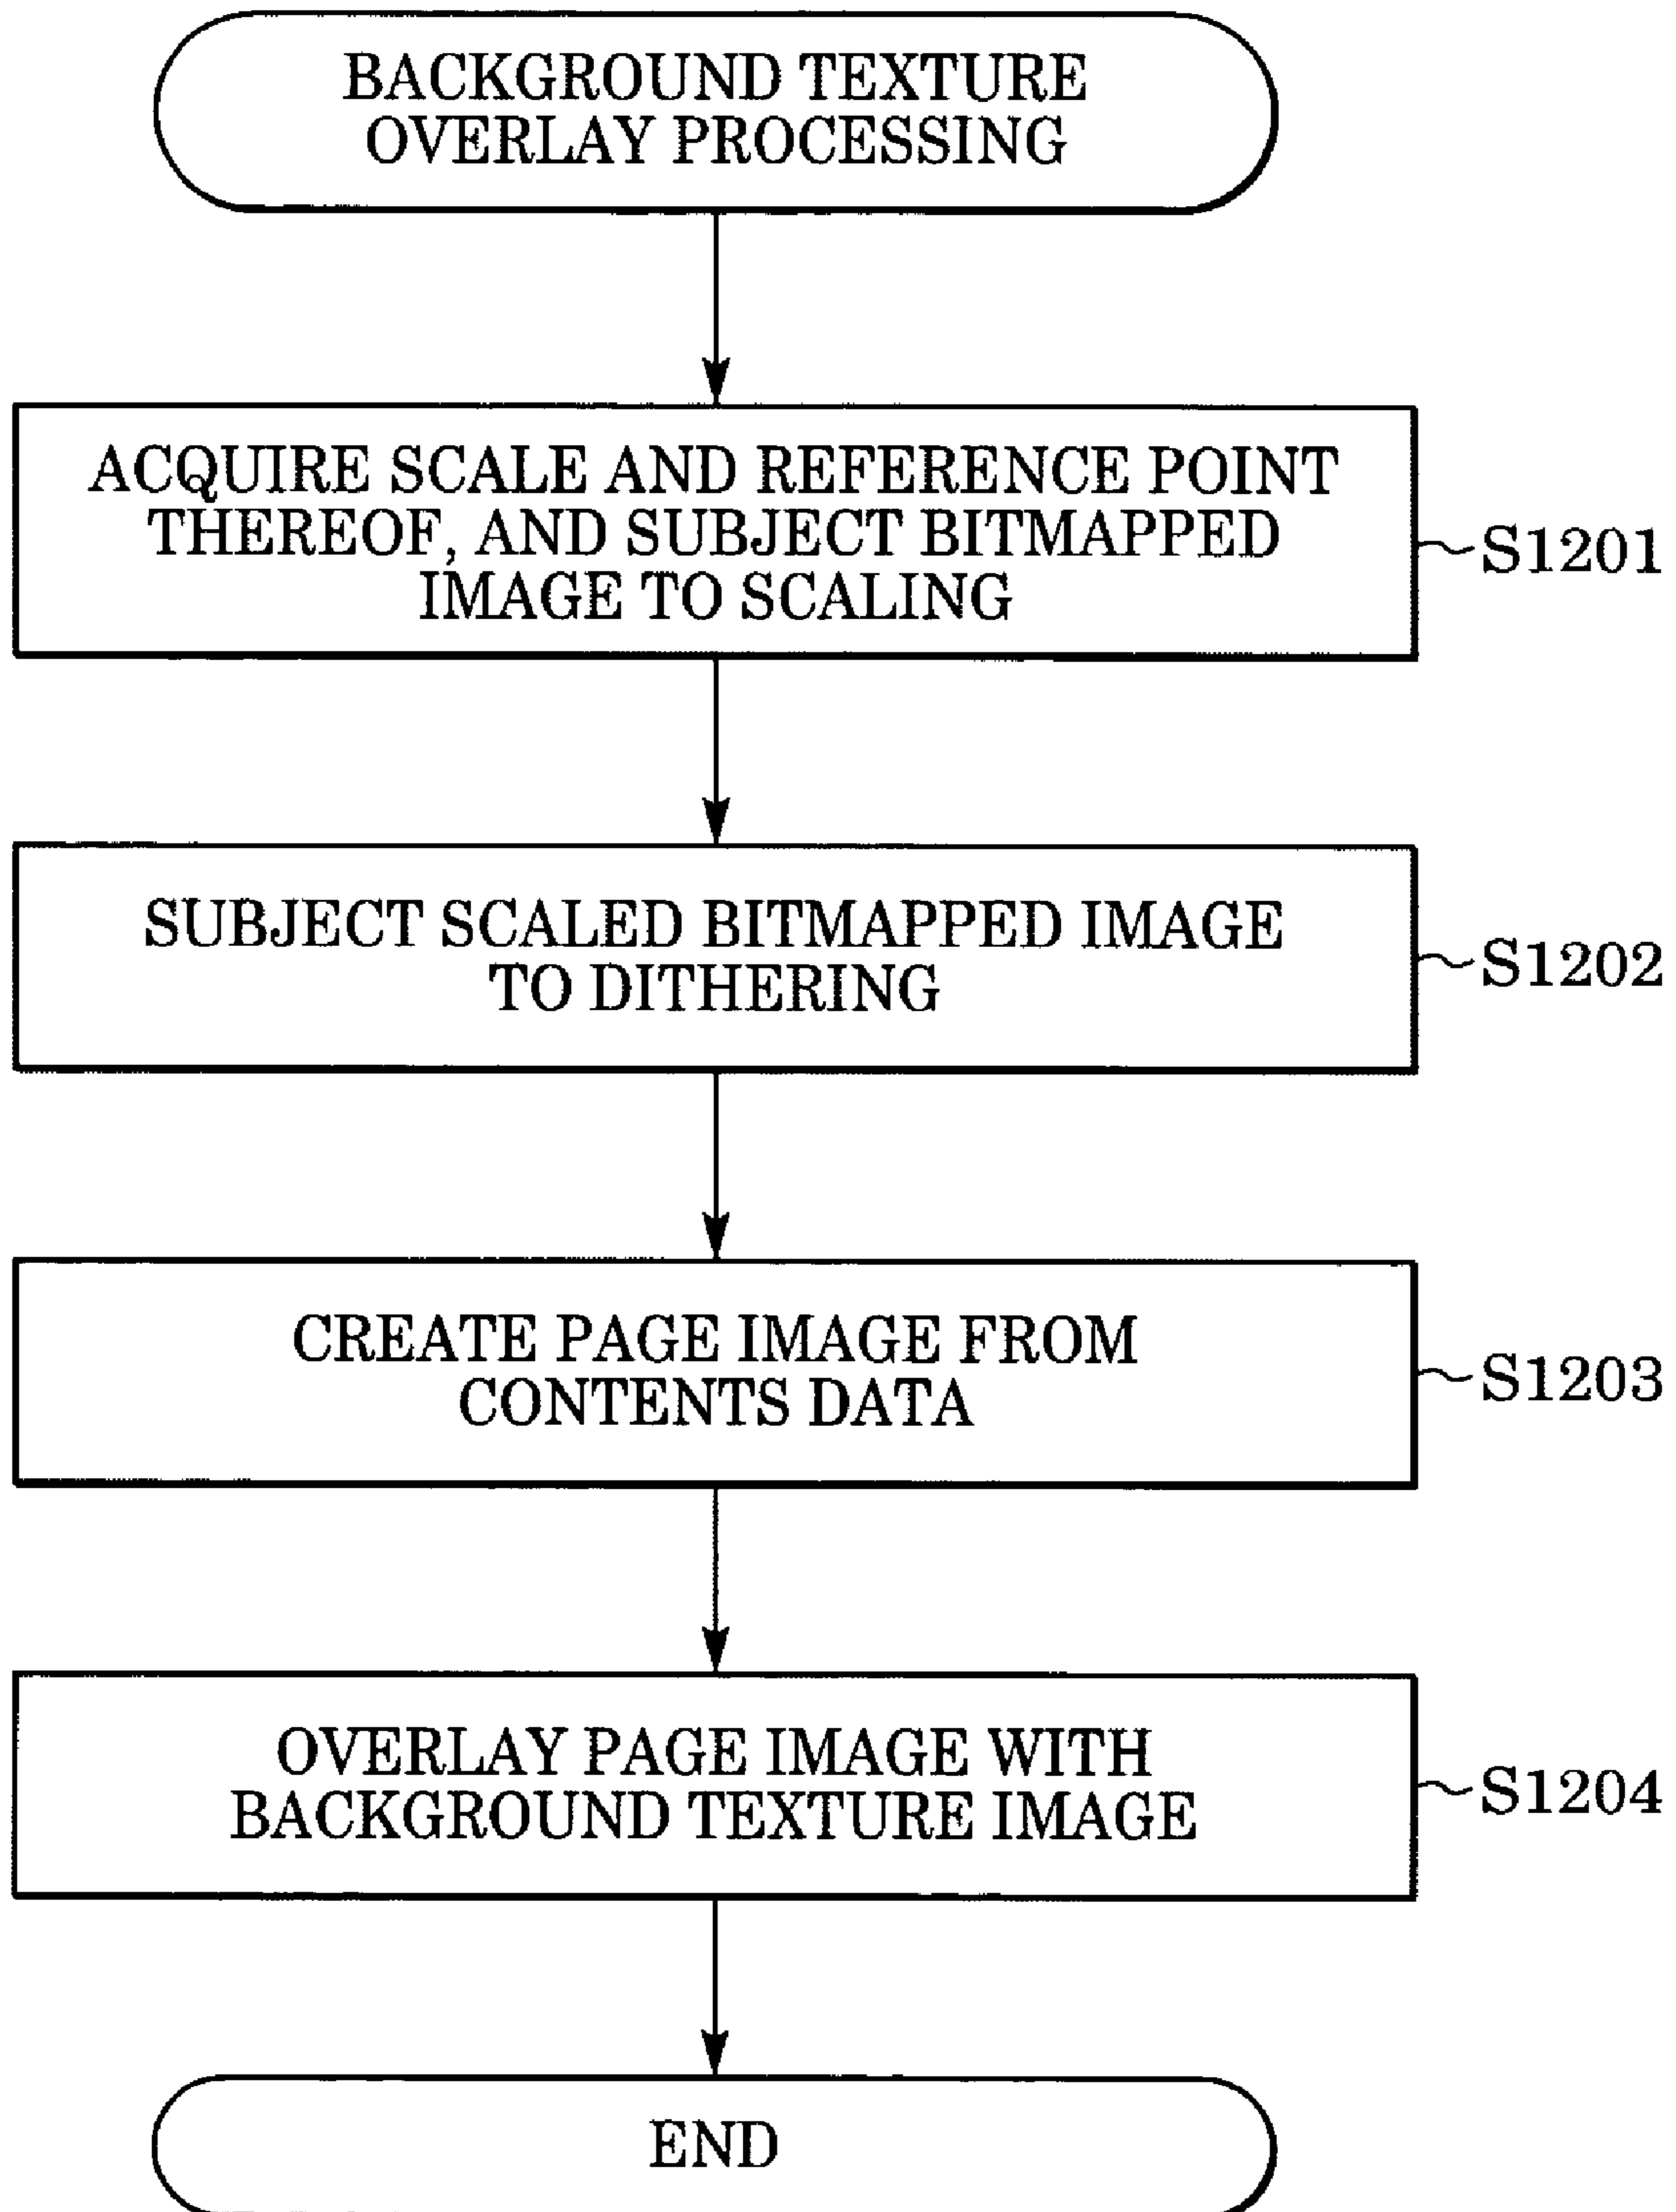 BACKGROUND TEXTURE
OVERLAY PROCESSING
ACQUIRE SCALE AND REFERENCE POINT
THEREOF, AND SUBJECT BITMAPPED
IMAGE TO SCALING
S1201
SUBJECT SCALED BITMAPPED IMAGE
TO DITHERING
S1202
CREATE PAGE IMAGE FROM
CONTENTS DATA
S1203
OVERLAY PAGE IMAGE WITH
BACKGROUND TEXTURE IMAGE
S1204
END